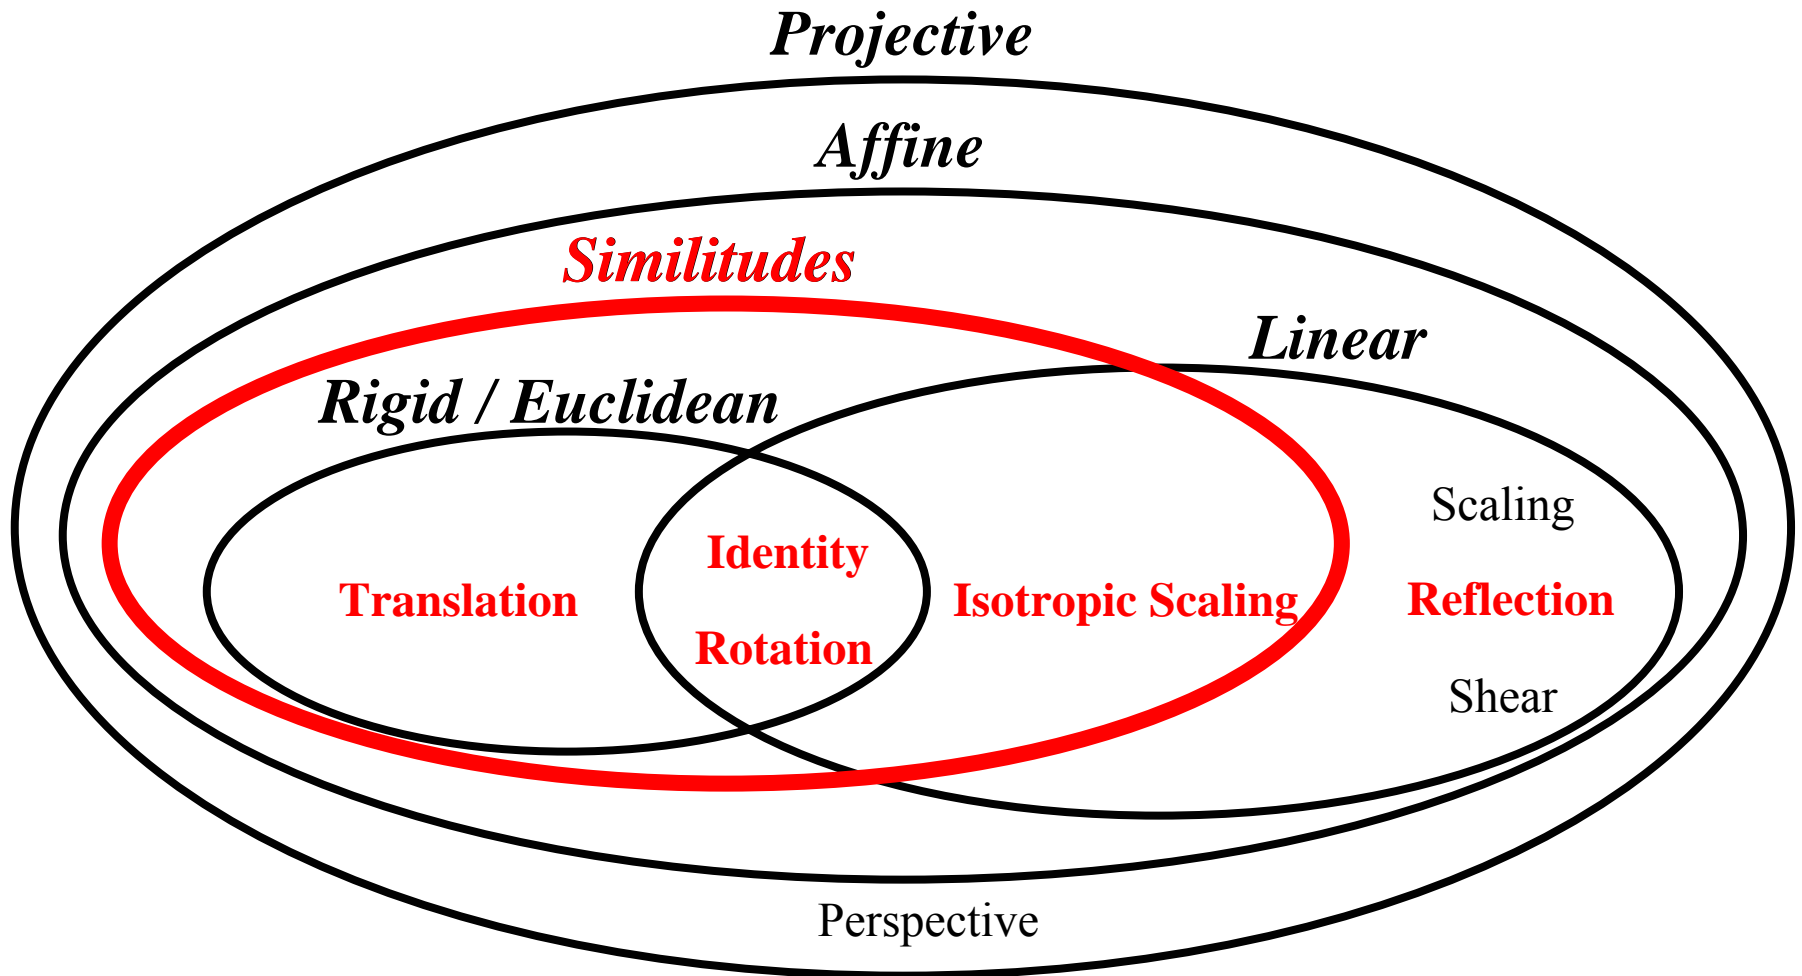 Projective
Affine
Similitudes
Linear
Rigid / Euclidean
Scaling
Identity
Translation
Isotropic Scaling
Reflection
Rotation
Shear
Perspective